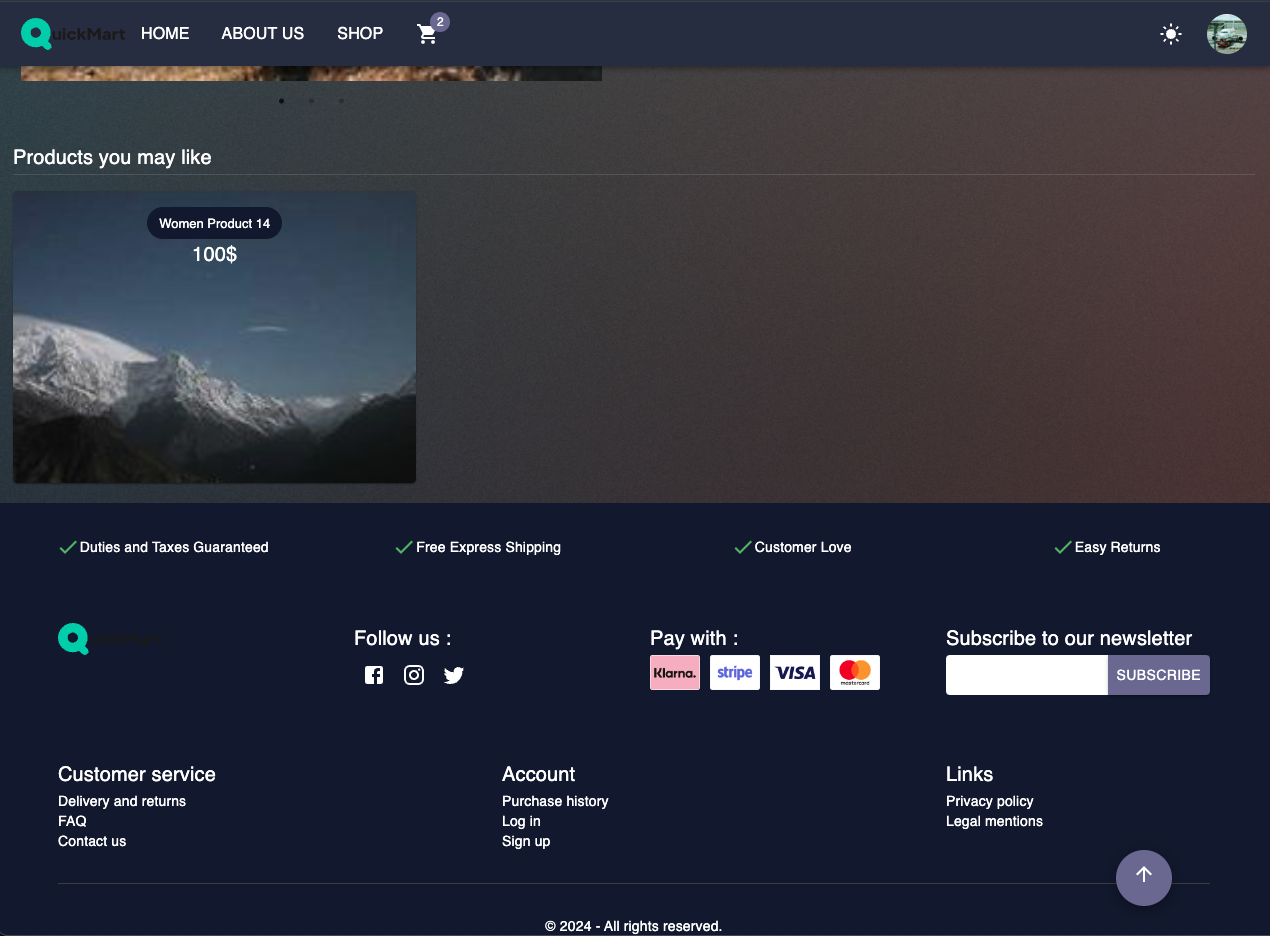 QuickMart HOME ABOUT US SHOP 2
Products you may like
Women Product 14
100$
Duties and Taxes Guaranteed Free Express Shipping Customer Love Easy Returns
Follow us : Pay with : Subscribe to our newsletter
Klarna. stripe VISA mastercard SUBSCRIBE
Customer service Account Links
Delivery and returns Purchase history Privacy policy
FAQ Log in Legal mentions
Contact us Sign up
© 2024 - All rights reserved.